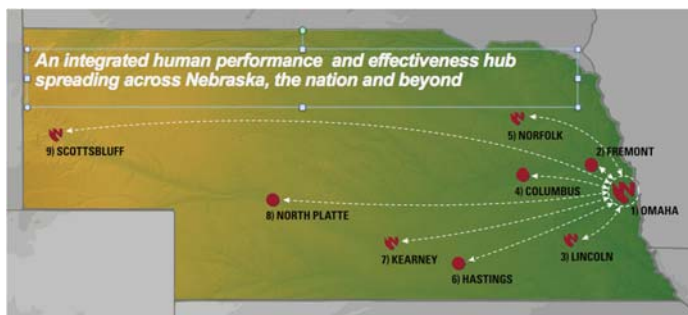 An integrated human performance and effectiveness hub
spreading across Nebraska, the nation and beyond
5) NORFOLK
9) SCOTTSBLUFF
2) FREMONT
4) COLUMBUS
1) OMAHA
8) NORTH PLATTE
7) KEARNEY
3) LINCOLN
6) HASTINGS